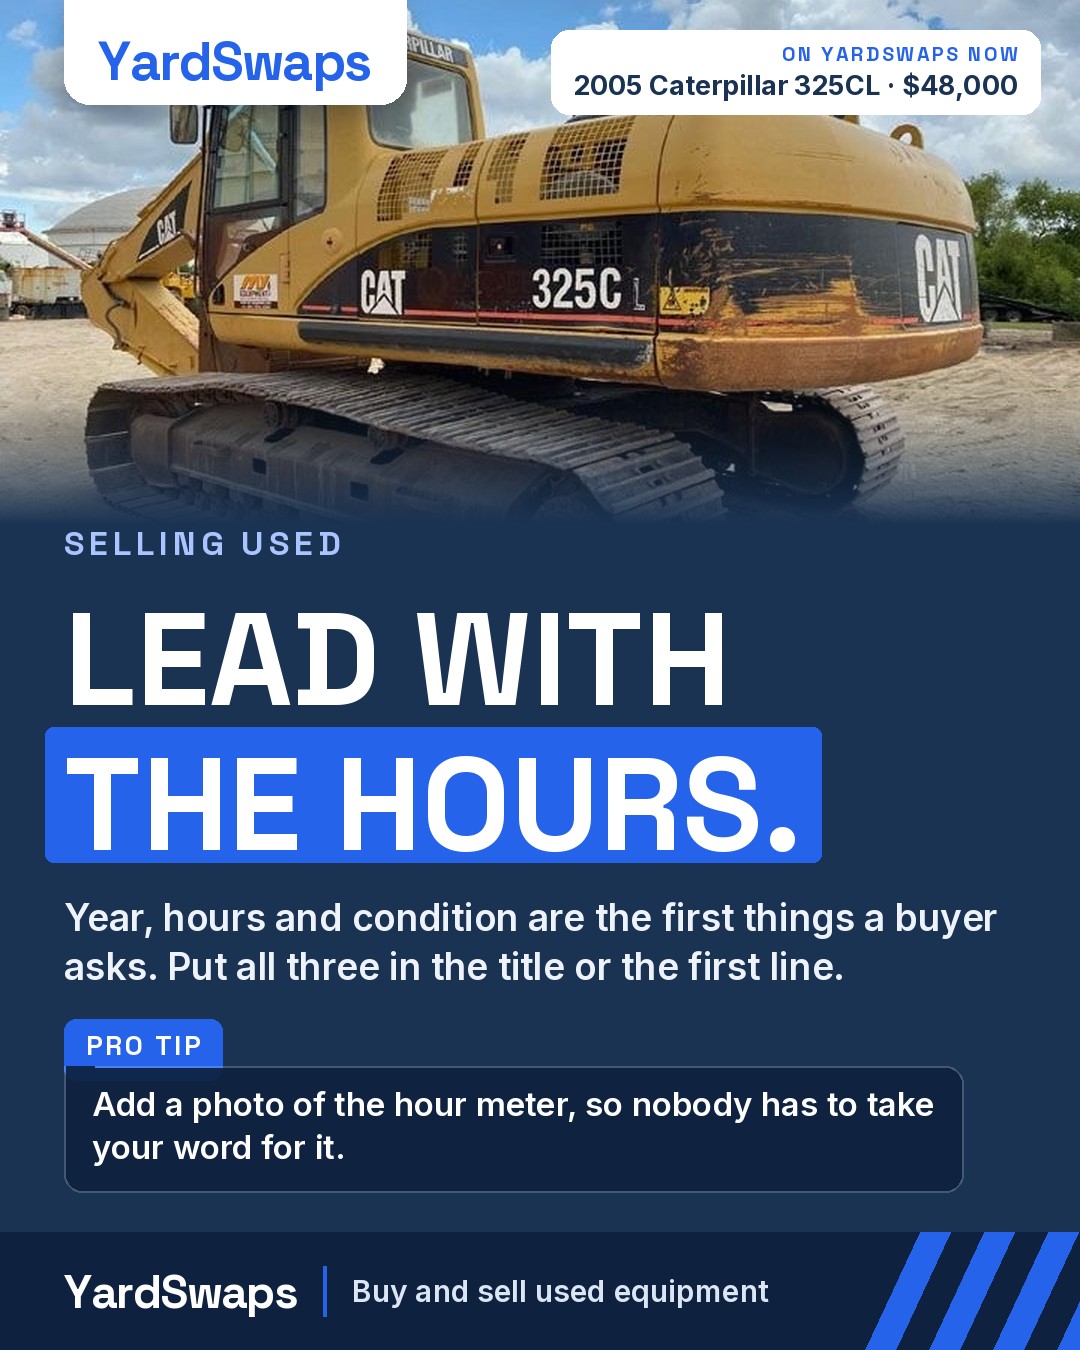 YardSwaps
ON YARDSWAPS NOW
2005 Caterpillar 325CL · $48,000
RPILLAR
CAT
CAT
325C L
CAT
SELLING USED
LEAD WITH
THE HOURS.
Year, hours and condition are the first things a buyer
asks. Put all three in the title or the first line.
PRO TIP
Add a photo of the hour meter, so nobody has to take
your word for it.
YardSwaps
Buy and sell used equipment